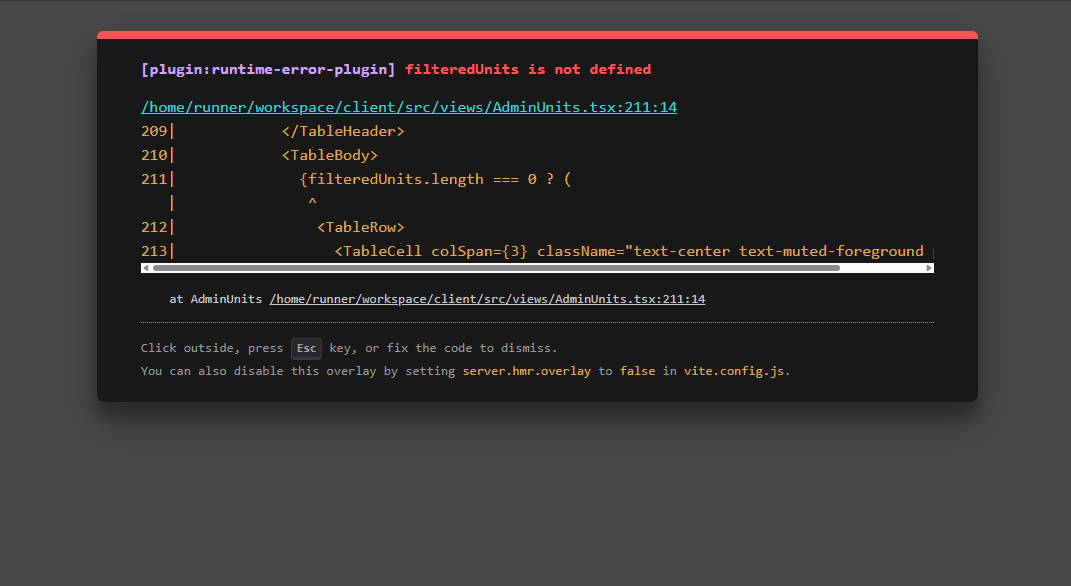 [plugin:runtime-error-plugin] filteredUnits is not defined
/home/runner/workspace/client/src/views/AdminUnits.tsx:211:14
209|            </TableHeader>
210|            <TableBody>
211|              {filteredUnits.length === 0 ? (
   |               ^
212|                <TableRow>
213|                  <TableCell colSpan={3} className="text-center text-muted-foreground
at AdminUnits /home/runner/workspace/client/src/views/AdminUnits.tsx:211:14
Click outside, press Esc key, or fix the code to dismiss.
You can also disable this overlay by setting server.hmr.overlay to false in vite.config.js.